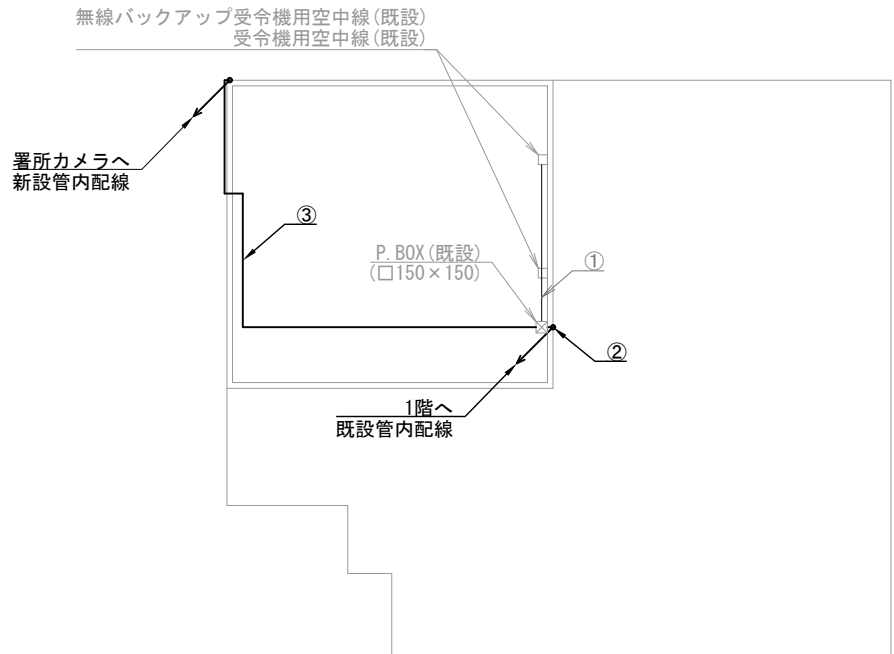 無線バックアップ受令機用空中線(既設)
受令機用空中線(既設)
署所カメラへ
新設管内配線
③
P.BOX(既設)
(□150×150)
①
②
1階へ
既設管内配線